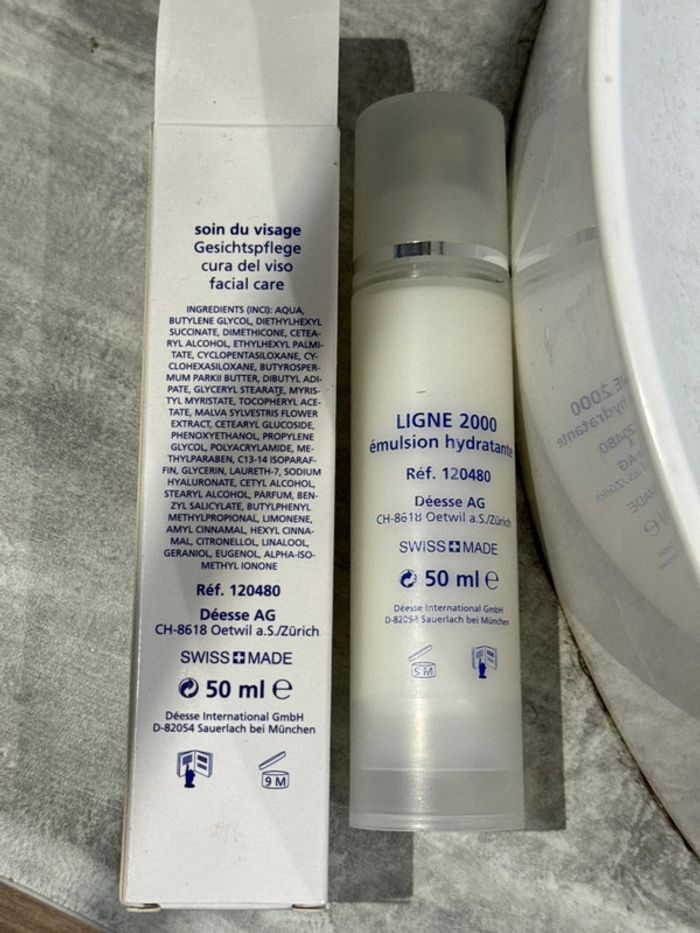 soin du visage
Gesichtspflege
cura del viso
facial care
INGREDIENTS (INCI): AQUA,
BUTYLENE GLYCOL, DIETHYLHEXYL
SUCCINATE, DIMETHICONE, CETEA-
RYL ALCOHOL, ETHYLHEXYL PALMI-
TATE, CYCLOPENTASILOXANE, CY-
CLOHEXASILOXANE, BUTYROSPER-
MUM PARKII BUTTER, DIBUTYL ADI-
PATE, GLYCERYL STEARATE, MYRIS-
TYL MYRISTATE, TOCOPHERYL ACE-
TATE, MALVA SYLVESTRIS FLOWER
EXTRACT, CETEARYL GLUCOSIDE,
PHENOXYETHANOL, PROPYLENE
GLYCOL, POLYACRYLAMIDE, ME-
THYLPARABEN, C13-14 ISOPARAF-
FIN, GLYCERIN, LAURETH-7, SODIUM
HYALURONATE, CETYL ALCOHOL,
STEARYL ALCOHOL, PARFUM, BEN-
ZYL SALICYLATE, BUTYLPHENYL
METHYLPROPIONAL, LIMONENE,
AMYL CINNAMAL, HEXYL CINNA-
MAL, CITRONELLOL, LINALOOL,
GERANIOL, EUGENOL, ALPHA-ISO-
METHYL IONONE
Réf. 120480
Déesse AG
CH-8618 Oetwil a.S./Zürich
SWISS MADE
50 ml ℮
Déesse International GmbH
D-82054 Sauerlach bei München
9 M
LIGNE 2000
émulsion hydratante
Réf. 120480
Déesse AG
CH-8618 Oetwil a.S./Zürich
SWISS MADE
50 ml ℮
Déesse International GmbH
D-82054 Sauerlach bei München